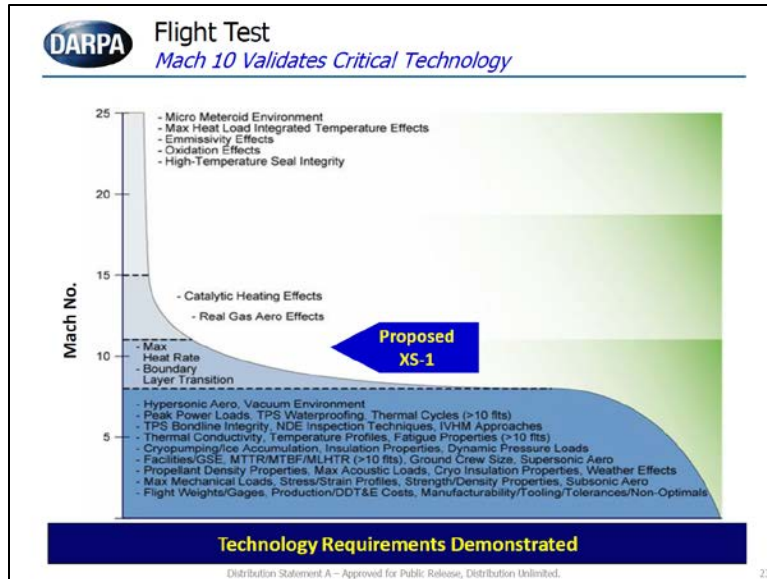 DARPA
Flight Test
Mach 10 Validates Critical Technology
Mach No.
25
20
15
10
5
- Micro Meteroid Environment
- Max Heat Load Integrated Temperature Effects
- Emmissivity Effects
- Oxidation Effects
- High-Temperature Seal Integrity
- Catalytic Heating Effects
- Real Gas Aero Effects
Proposed
XS-1
- Max
Heat Rate
- Boundary
Layer Transition
- Hypersonic Aero, Vacuum Environment
- Peak Power Loads, TPS Waterproofing, Thermal Cycles (>10 flts)
- TPS Bondline Integrity, NDE Inspection Techniques, IVHM Approaches
- Thermal Conductivity, Temperature Profiles, Fatigue Properties (>10 flts)
- Cryopumping/Ice Accumulation, Insulation Properties, Dynamic Pressure Loads
- Facilities/GSE, MTTR/MTBF/MLHTR (>10 flts), Ground Crew Size, Supersonic Aero
- Propellant Density Properties, Max Acoustic Loads, Cryo Insulation Properties, Weather Effects
- Max Mechanical Loads, Stress/Strain Profiles, Strength/Density Properties, Subsonic Aero
- Flight Weights/Gages, Production/DDT&E Costs, Manufacturability/Tooling/Tolerances/Non-Optimals
Technology Requirements Demonstrated
Distribution Statement A – Approved for Public Release, Distribution Unlimited.